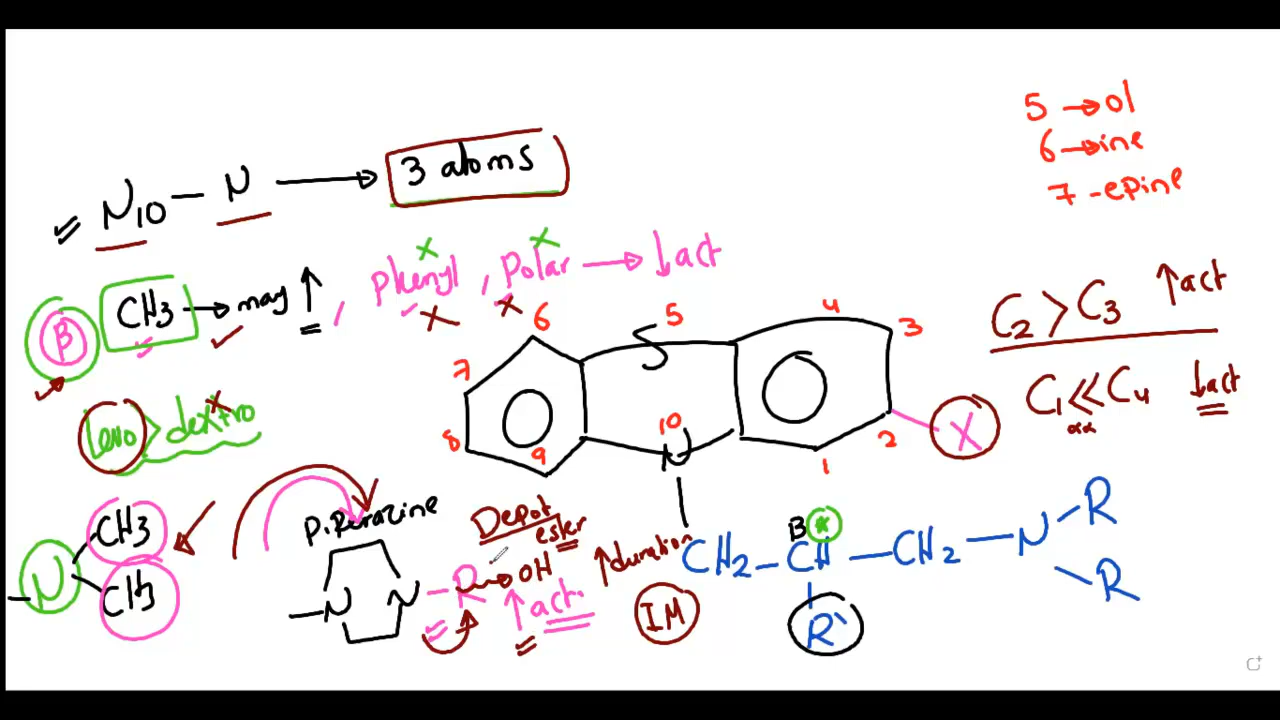 5 → ol
6 → ine
7 - epine
N10 — N → 3 atoms
β CH3 → may ↑, phenyl, polar → ↓ act
Levo > dextro
N CH3
CH3
P.Perazine
N N - R → OH
Depot
ester
↑ act.
↑ duration
IM
6 5 4 3
7 S
8 10 2 X
9 N 1
C2 > C3 ↑ act
C1 << C4 ↓ act
B *
CH2 - CH - CH2 - N R
R
R`